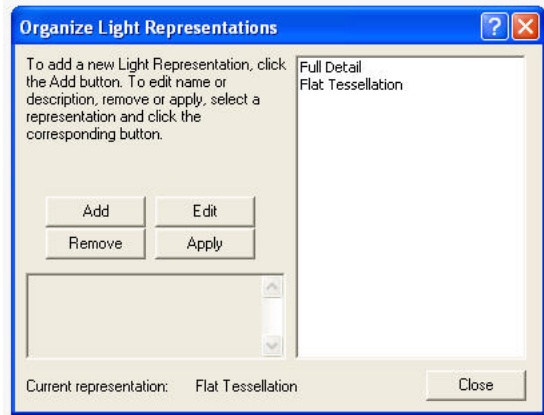 Organize Light Representations
To add a new Light Representation, click
the Add button. To edit name or
description, remove or apply, select a
representation and click the
corresponding button.
Full Detail
Flat Tessellation
Add Edit
Remove Apply
Current representation: Flat Tessellation
Close